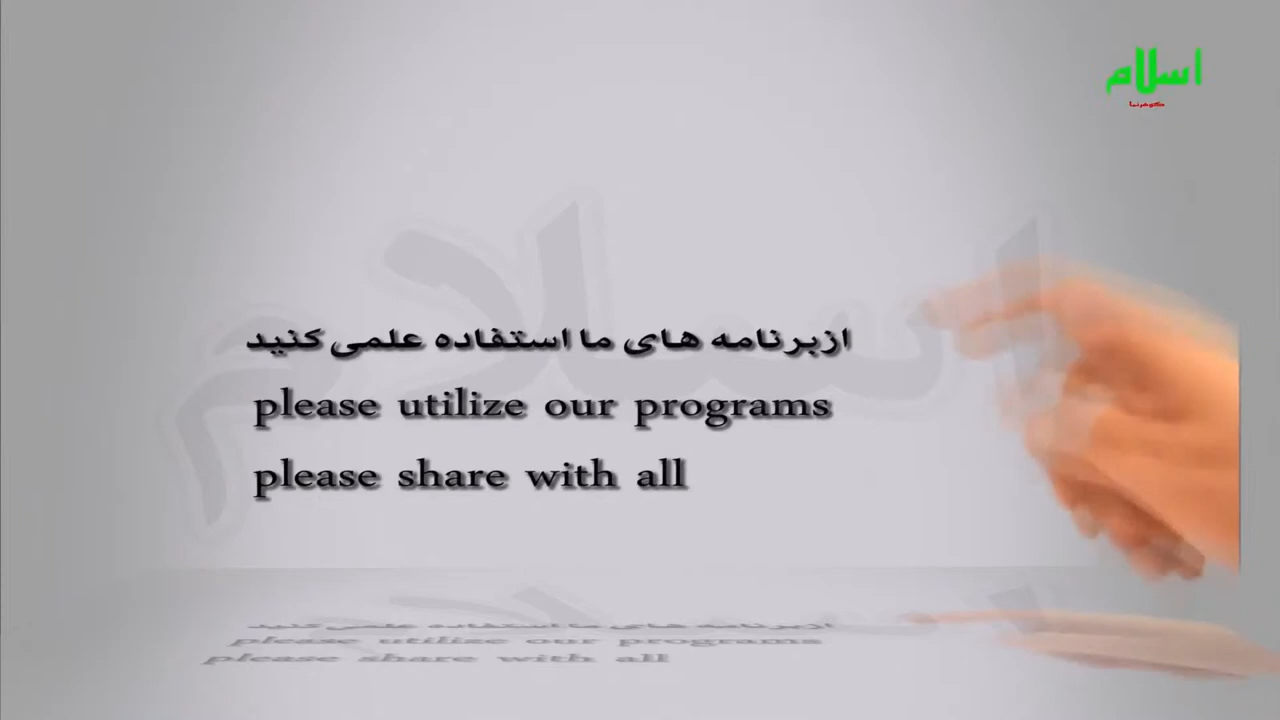 اسلام
ازبرنامه های ما استفاده علمی کنید
please utilize our programs
please share with all